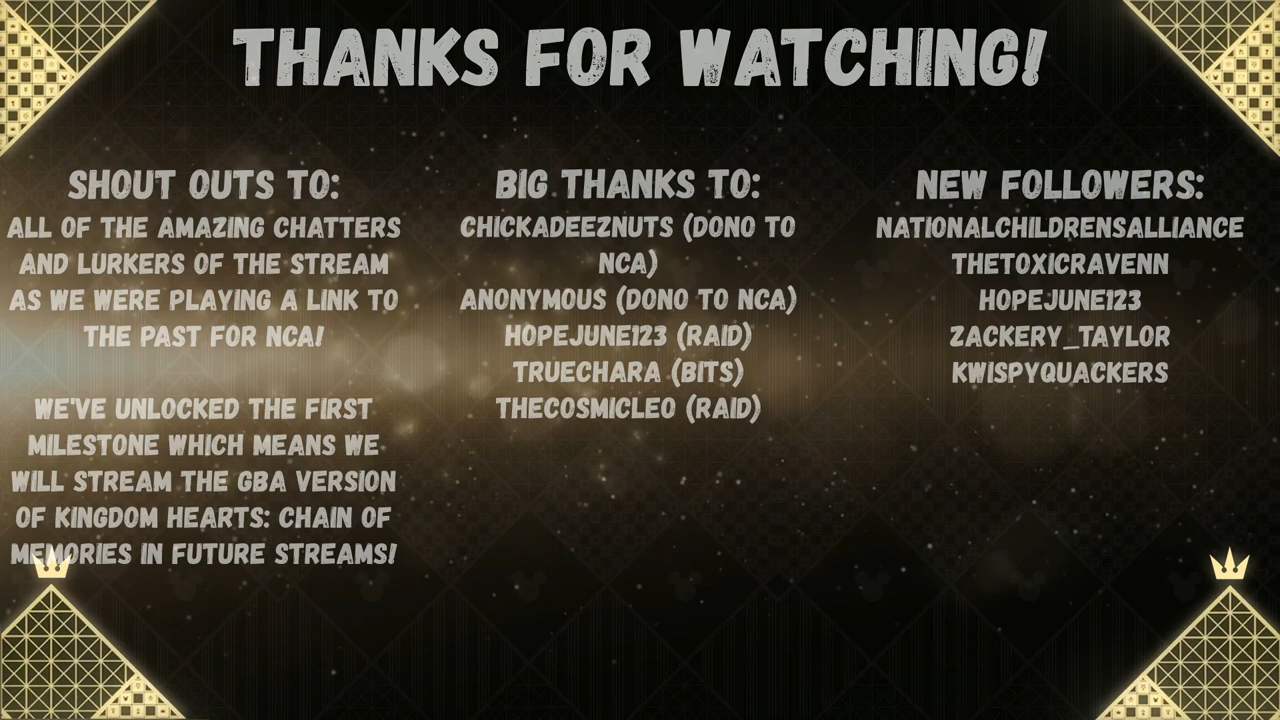 THANKS FOR WATCHING!
SHOUT OUTS TO:
ALL OF THE AMAZING CHATTERS
AND LURKERS OF THE STREAM
AS WE WERE PLAYING A LINK TO
THE PAST FOR NCA!
WE'VE UNLOCKED THE FIRST
MILESTONE WHICH MEANS WE
WILL STREAM THE GBA VERSION
OF KINGDOM HEARTS: CHAIN OF
MEMORIES IN FUTURE STREAMS!
BIG THANKS TO:
CHICKADEEZNUTS (DONO TO
NCA)
ANONYMOUS (DONO TO NCA)
HOPEJUNE123 (RAID)
TRUECHARA (BITS)
THECOSMICLEO (RAID)
NEW FOLLOWERS:
NATIONALCHILDRENSALLIANCE
THETOXICRAVENN
HOPEJUNE123
ZACKERY_TAYLOR
KWISPYQUACKERS